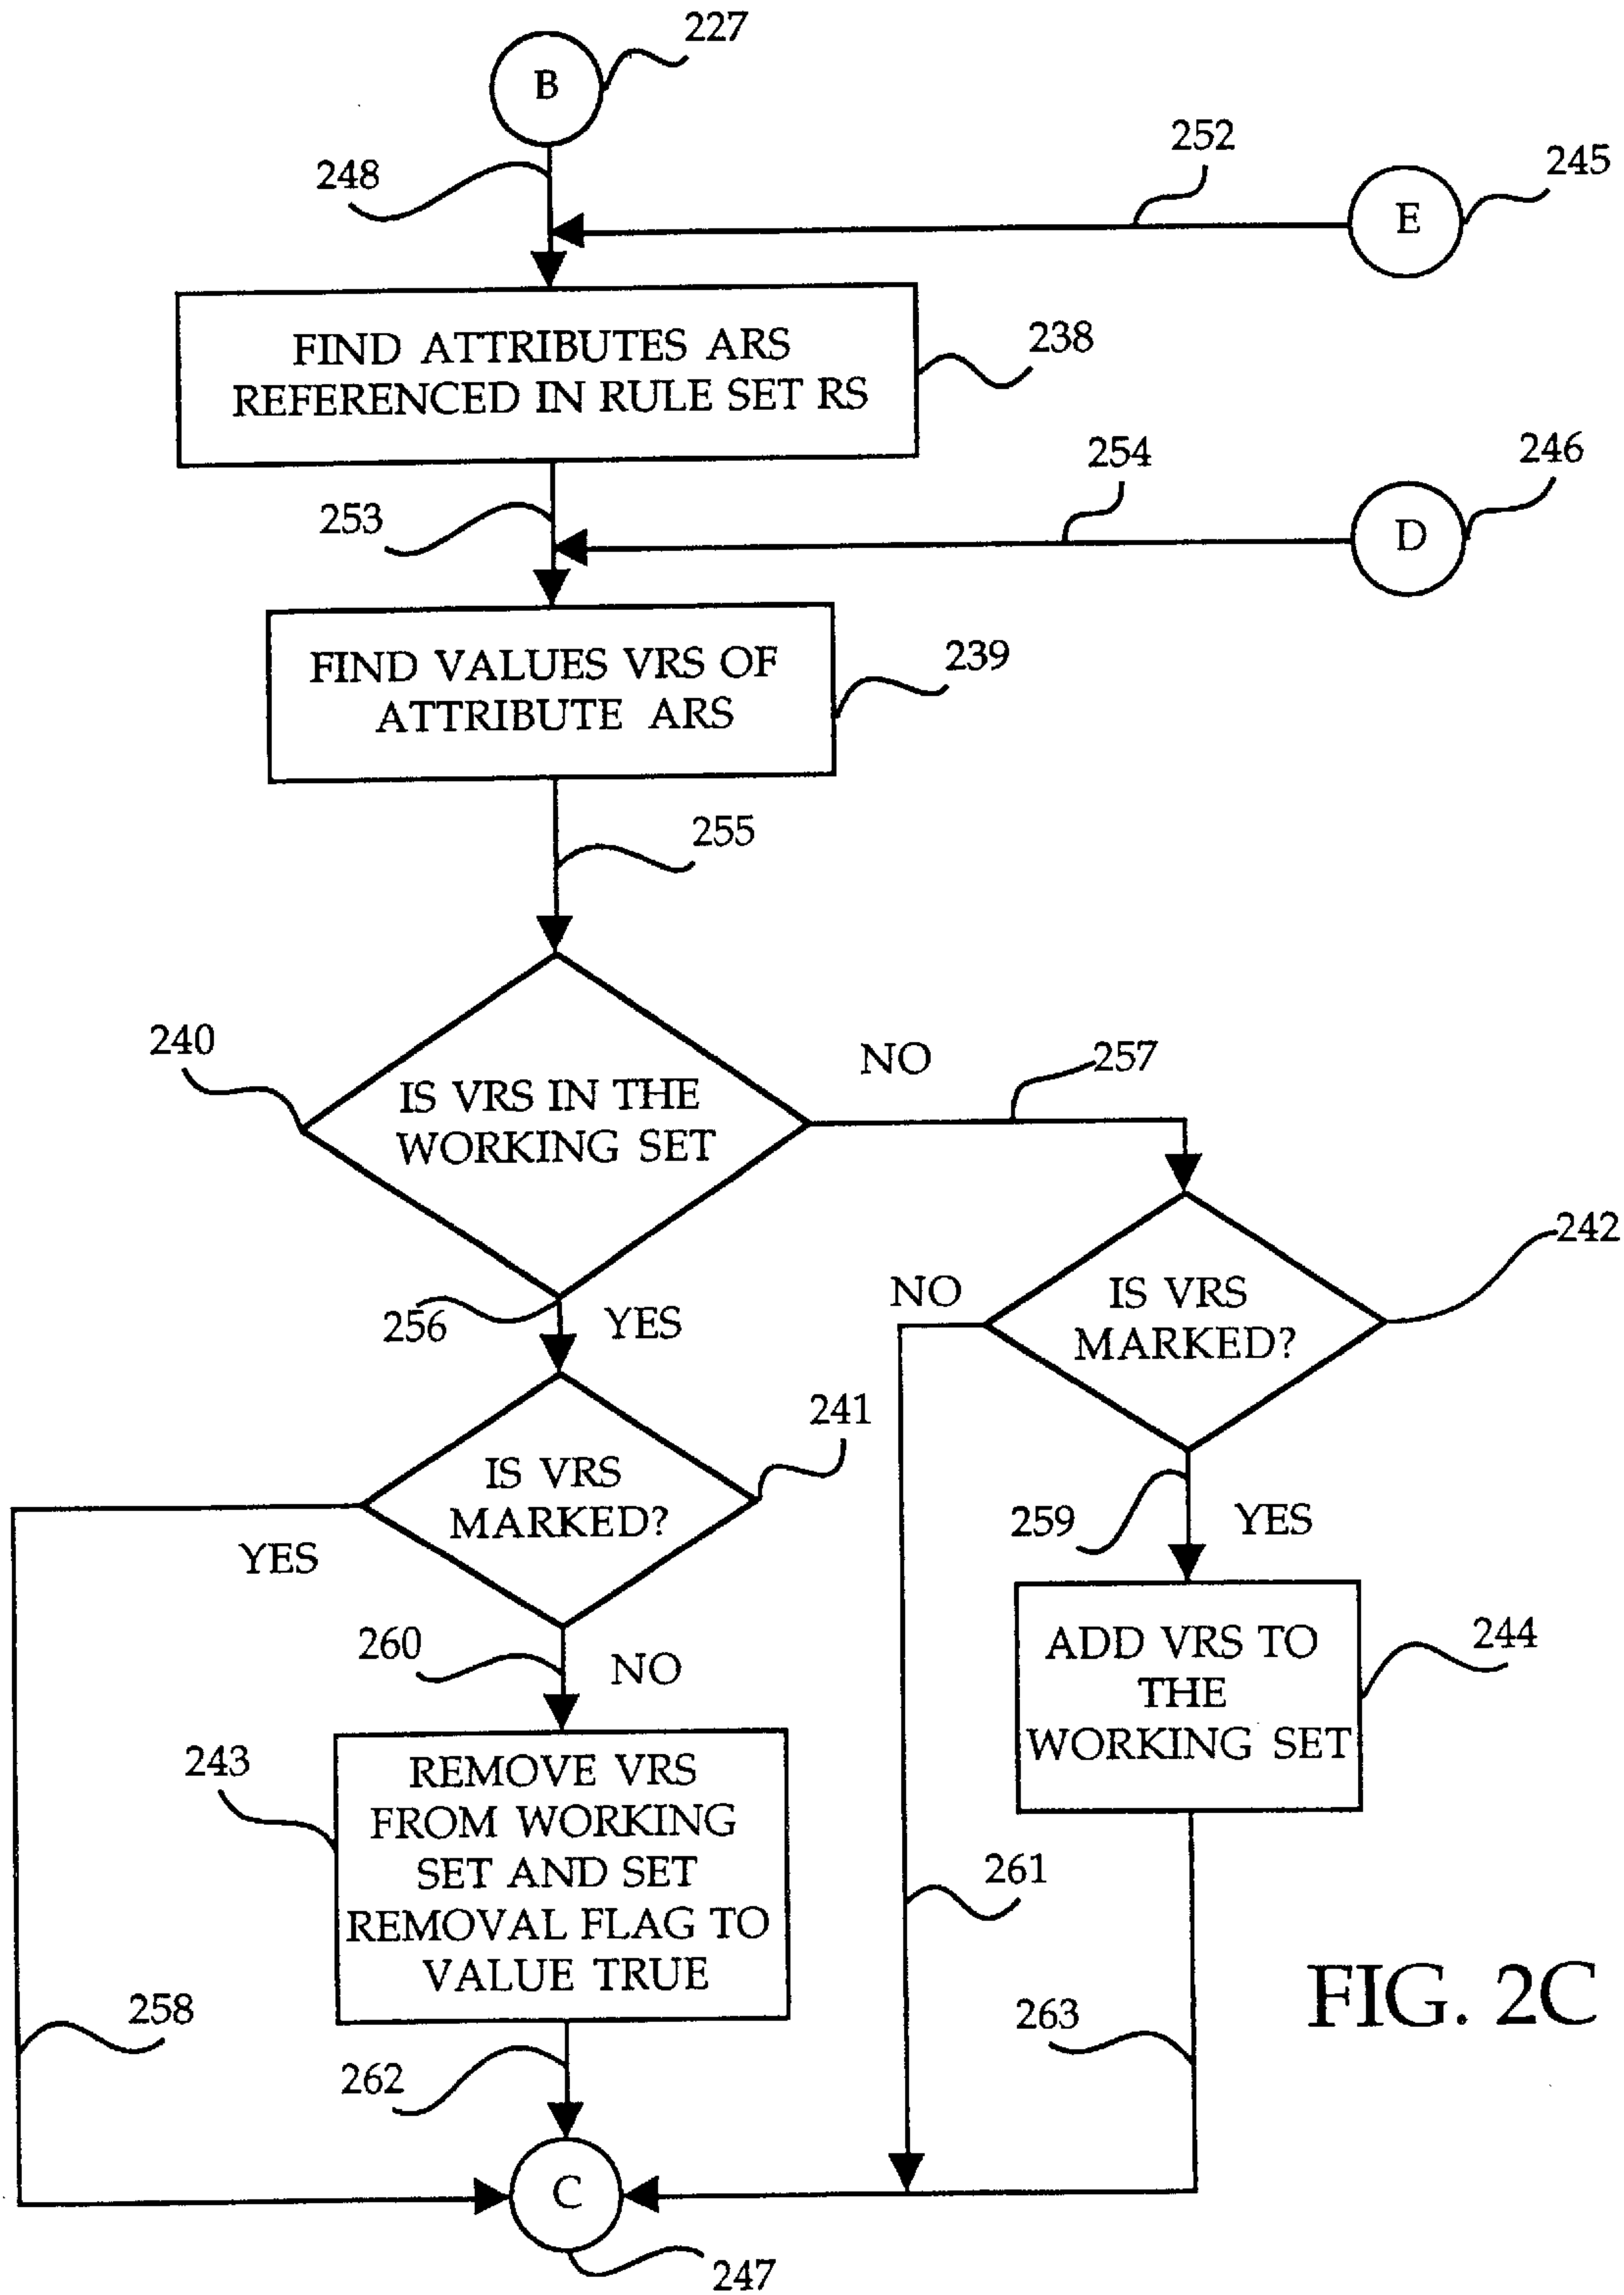 227
B
252
245
248
E
FIND ATTRIBUTES ARS
REFERENCED IN RULE SET RS
238
254
246
253
D
FIND VALUES VRS OF
ATTRIBUTE ARS
239
255
240
NO
257
IS VRS IN THE
WORKING SET
242
NO
IS VRS
MARKED?
256
YES
241
IS VRS
MARKED?
259
YES
YES
260
NO
ADD VRS TO
THE
WORKING SET
244
243
REMOVE VRS
FROM WORKING
SET AND SET
REMOVAL FLAG TO
VALUE TRUE
261
258
263
FIG. 2C
262
C
247